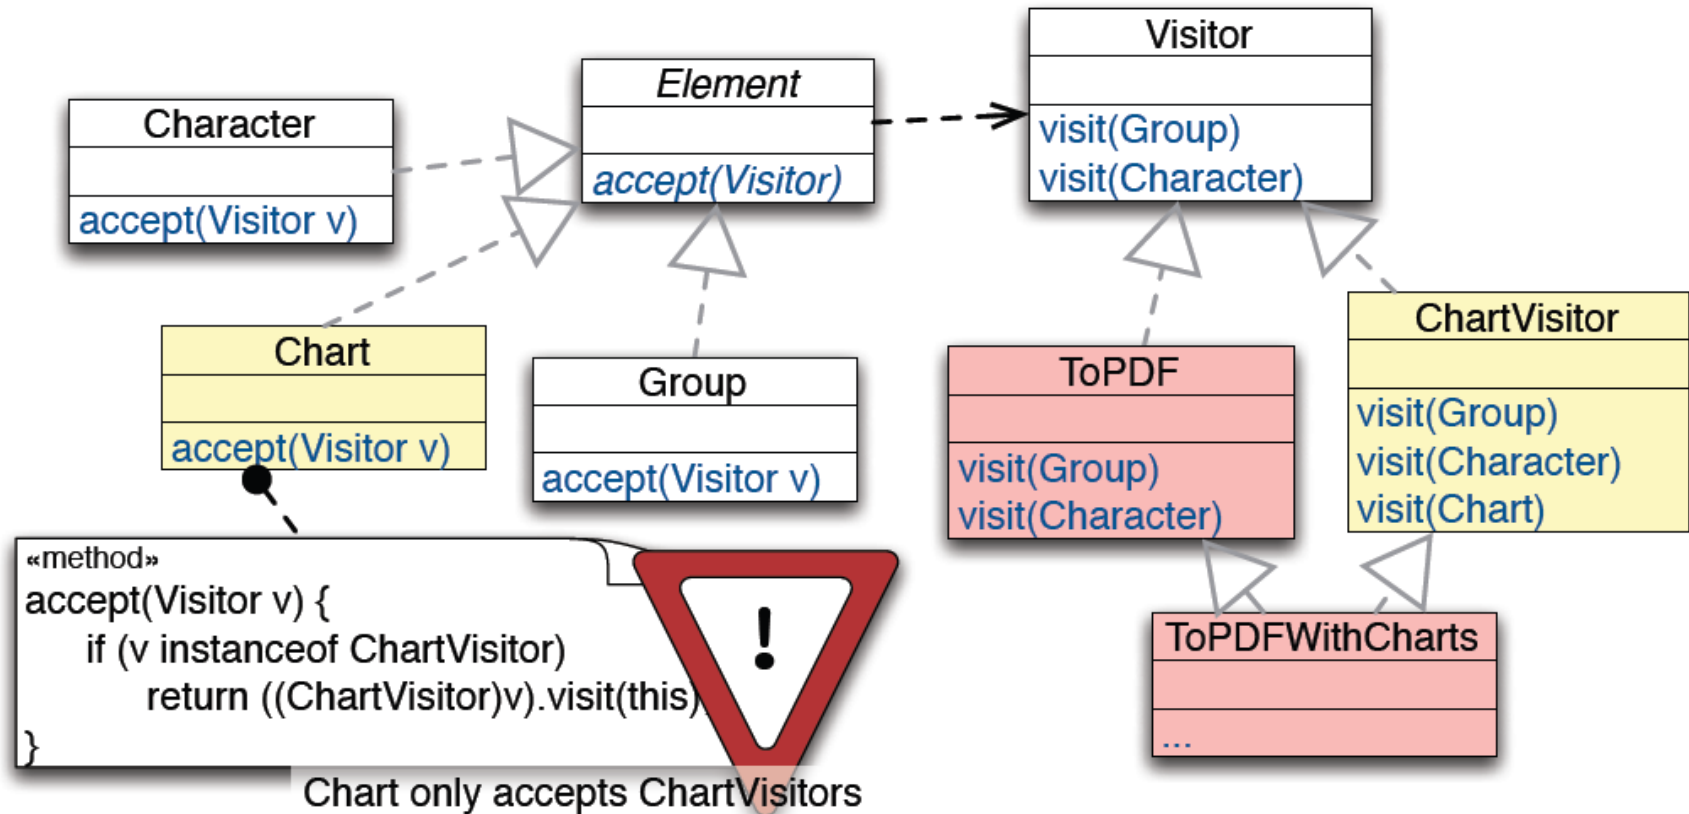 Character
accept(Visitor v)
Element
accept(Visitor)
Visitor
visit(Group)
visit(Character)
Chart
accept(Visitor v)
Group
accept(Visitor v)
ToPDF
visit(Group)
visit(Character)
ChartVisitor
visit(Group)
visit(Character)
visit(Chart)
ToPDFWithCharts
...
«method»
accept(Visitor v) {
if (v instanceof ChartVisitor)
return ((ChartVisitor)v).visit(this);
}
!
Chart only accepts ChartVisitors